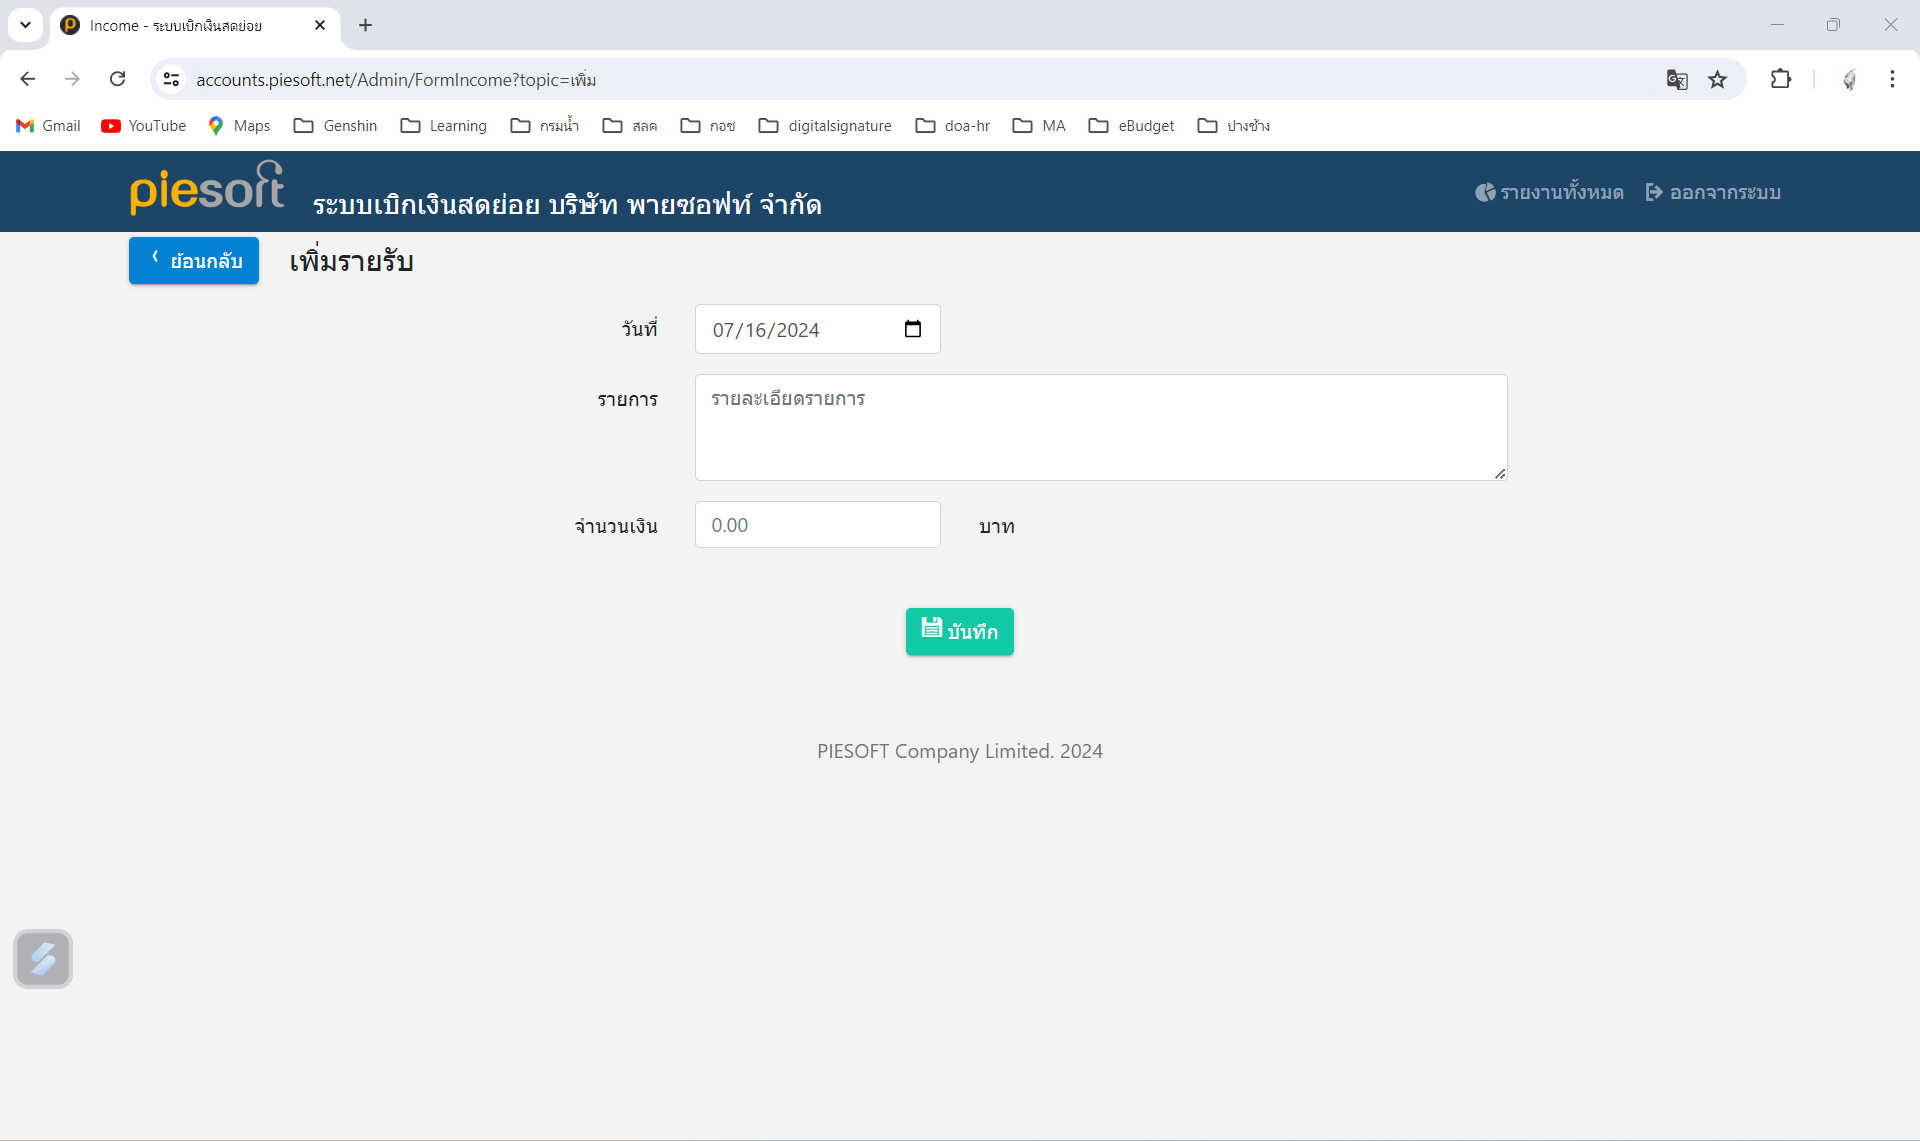 Income - ระบบเบิกเงินสดย่อย
accounts.piesoft.net/Admin/FormIncome?topic=เพิ่ม
Gmail YouTube Maps Genshin Learning กรมน้ำ สลค กอช digitalsignature doa-hr MA eBudget ปางช้าง
piesoft ระบบเบิกเงินสดย่อย บริษัท พายซอฟท์ จำกัด รายงานทั้งหมด ออกจากระบบ
ย้อนกลับ เพิ่มรายรับ
วันที่ 07/16/2024
รายการ รายละเอียดรายการ
จำนวนเงิน 0.00 บาท
บันทึก
PIESOFT Company Limited. 2024